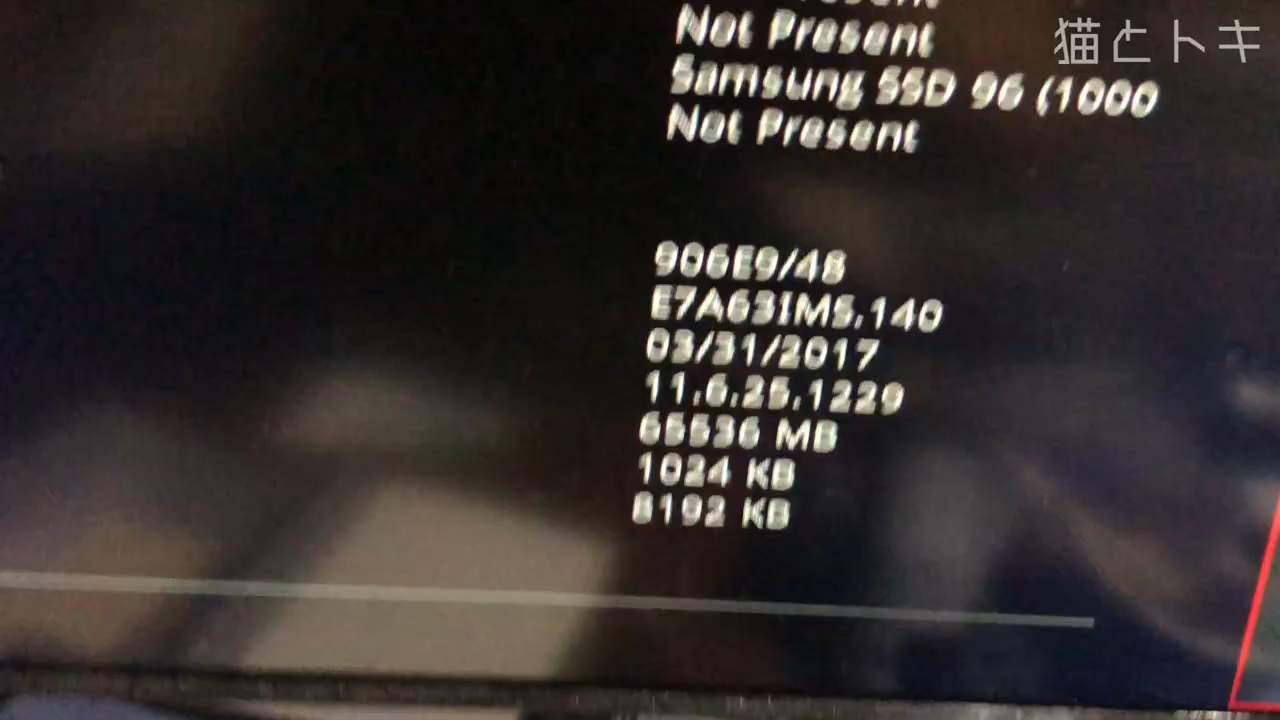 Present
Not Present
猫とトキ
Samsung SSD 96 (1000
Not Present
906E9/48
E7A63IMS.140
03/31/2017
11.6.25.1229
65536 MB
1024 KB
8192 KB